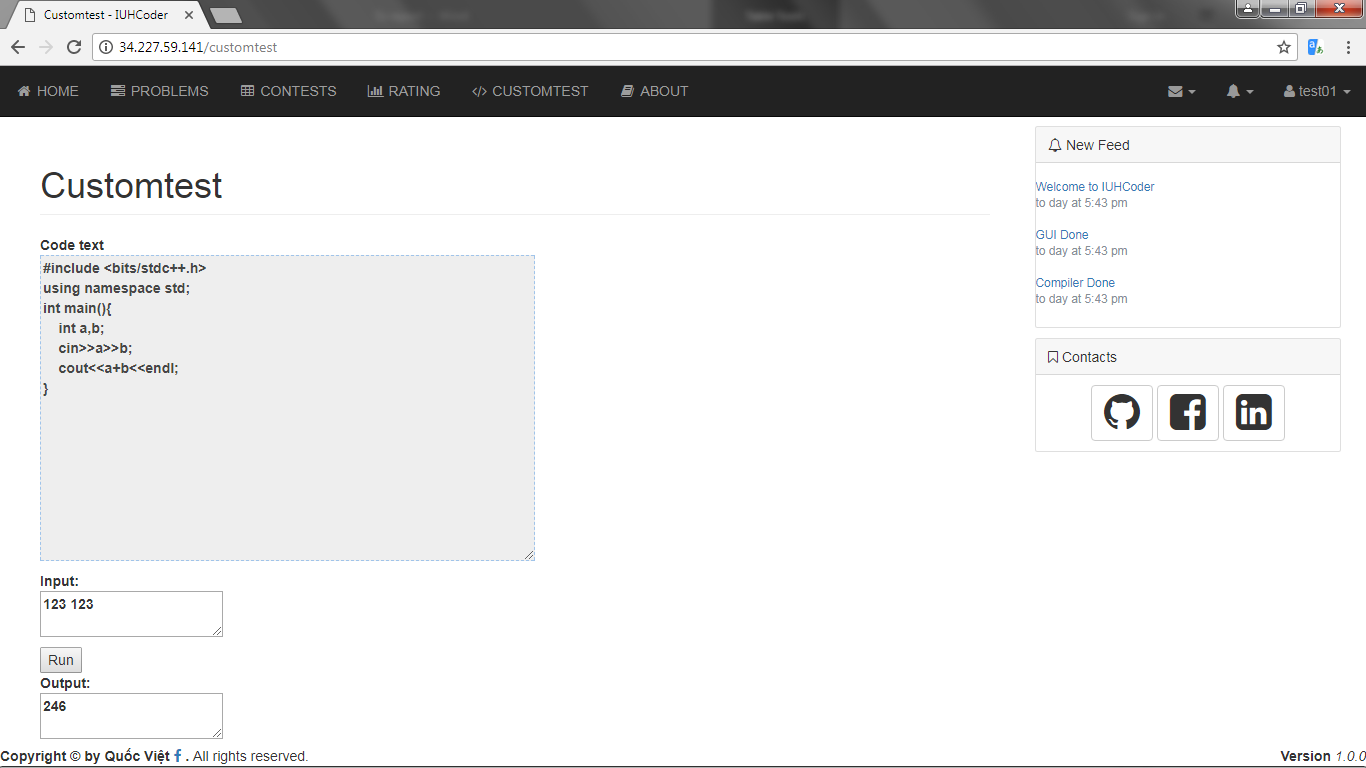 Customtest - IUHCoder
34.227.59.141/customtest
HOME PROBLEMS CONTESTS RATING CUSTOMTEST ABOUT test01
Customtest
Code text
#include <bits/stdc++.h>
using namespace std;
int main(){
    int a,b;
    cin>>a>>b;
    cout<<a+b<<endl;
}
Input:
123 123
Run
Output:
246
New Feed
Welcome to IUHCoder
to day at 5:43 pm
GUI Done
to day at 5:43 pm
Compiler Done
to day at 5:43 pm
Contacts
Copyright © by Quốc Việt f . All rights reserved.
Version 1.0.0